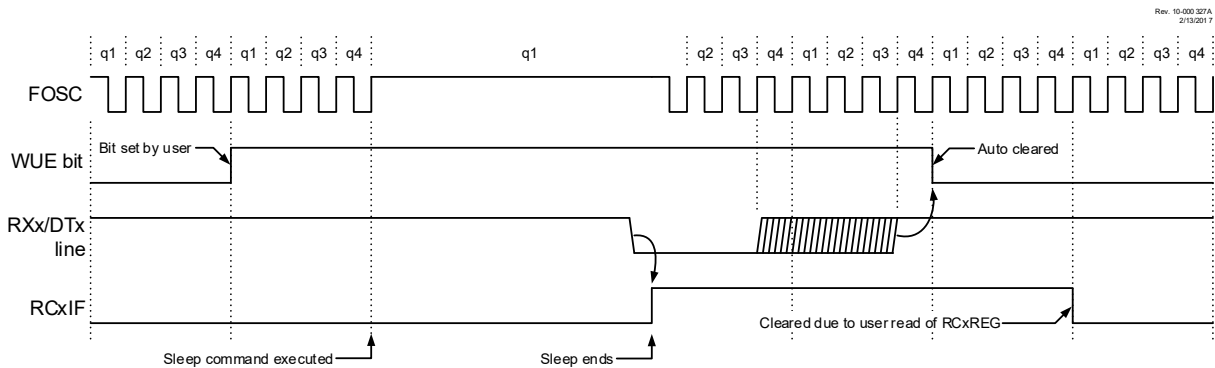 Rev. 10-000 327A
2/13/201 7
q1 q2 q3 q4 q1 q2 q3 q4 q1 q2 q3 q4 q1 q2 q3 q4 q1 q2 q3 q4 q1 q2 q3 q4
FOSC
Bit set by user
WUE bit
Auto cleared
RXx/DTx
line
RCxIF
Cleared due to user read of RCxREG
Sleep command executed
Sleep ends